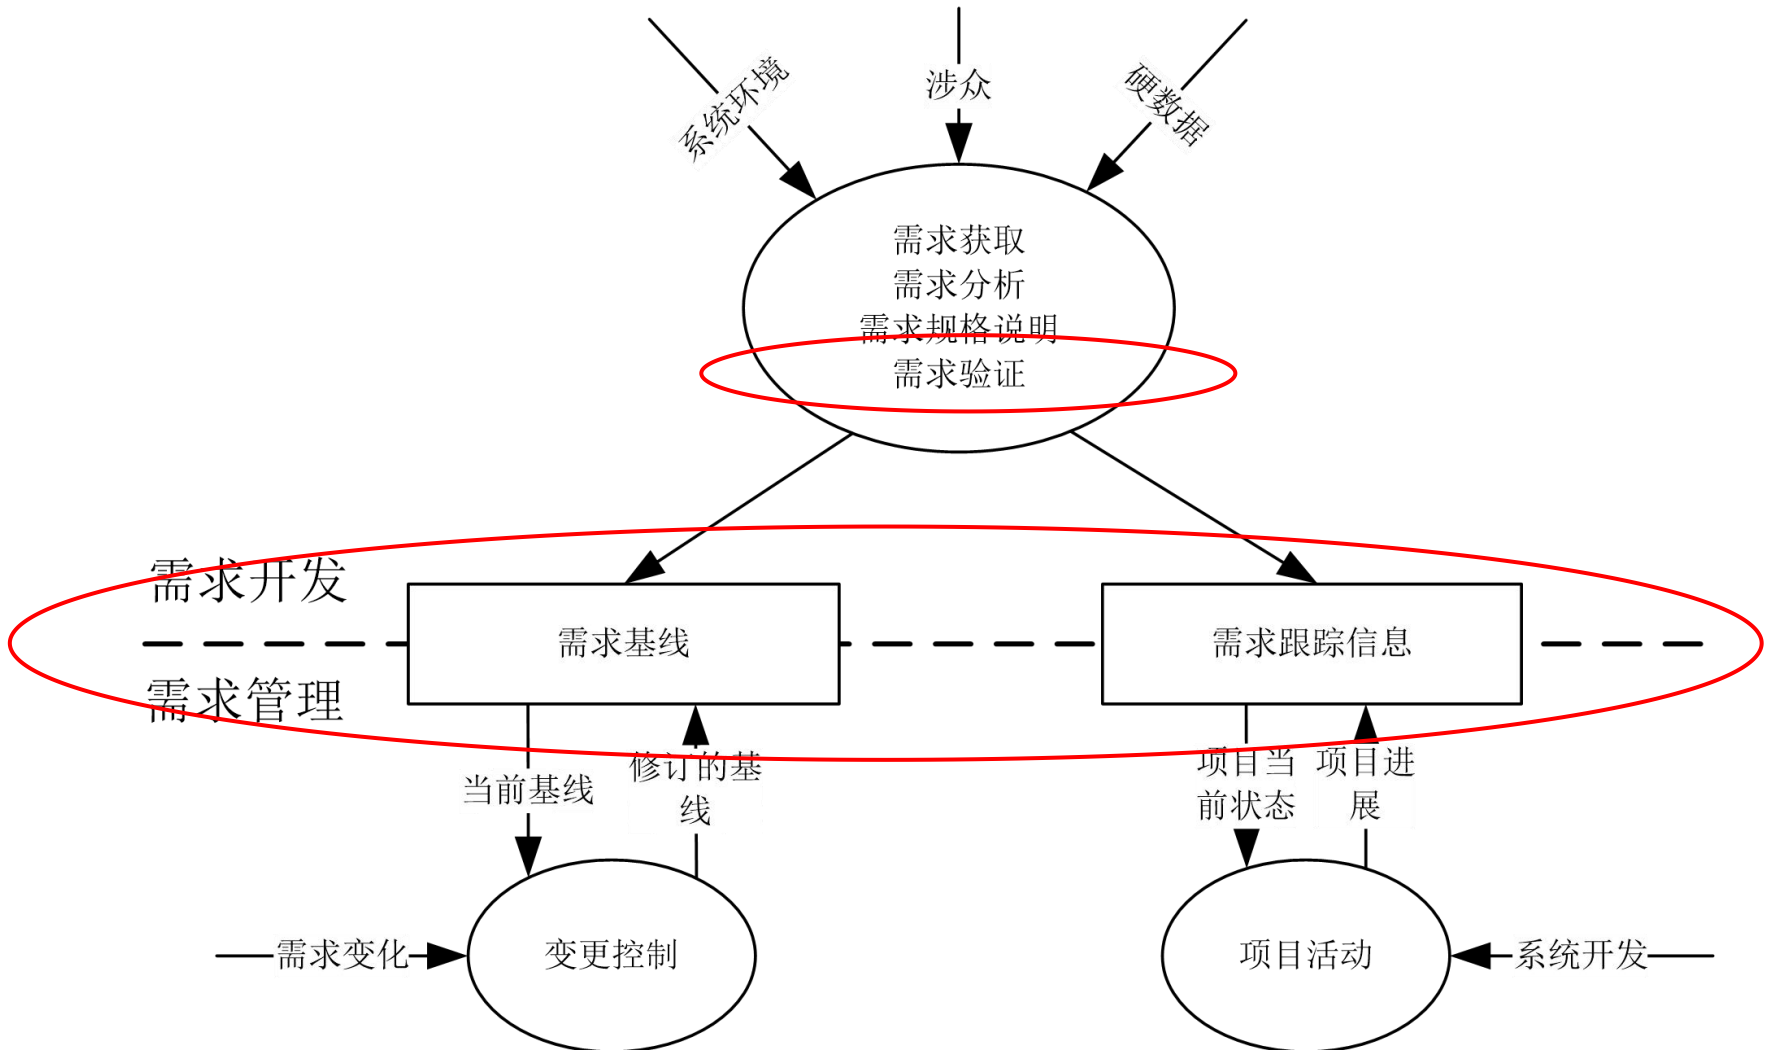 系统环境
涉众
硬数据
需求获取
需求分析
需求规格说明
需求验证
需求开发
需求基线
需求跟踪信息
需求管理
当前基线
修订的基
线
项目当
前状态
项目进
展
需求变化
变更控制
项目活动
系统开发